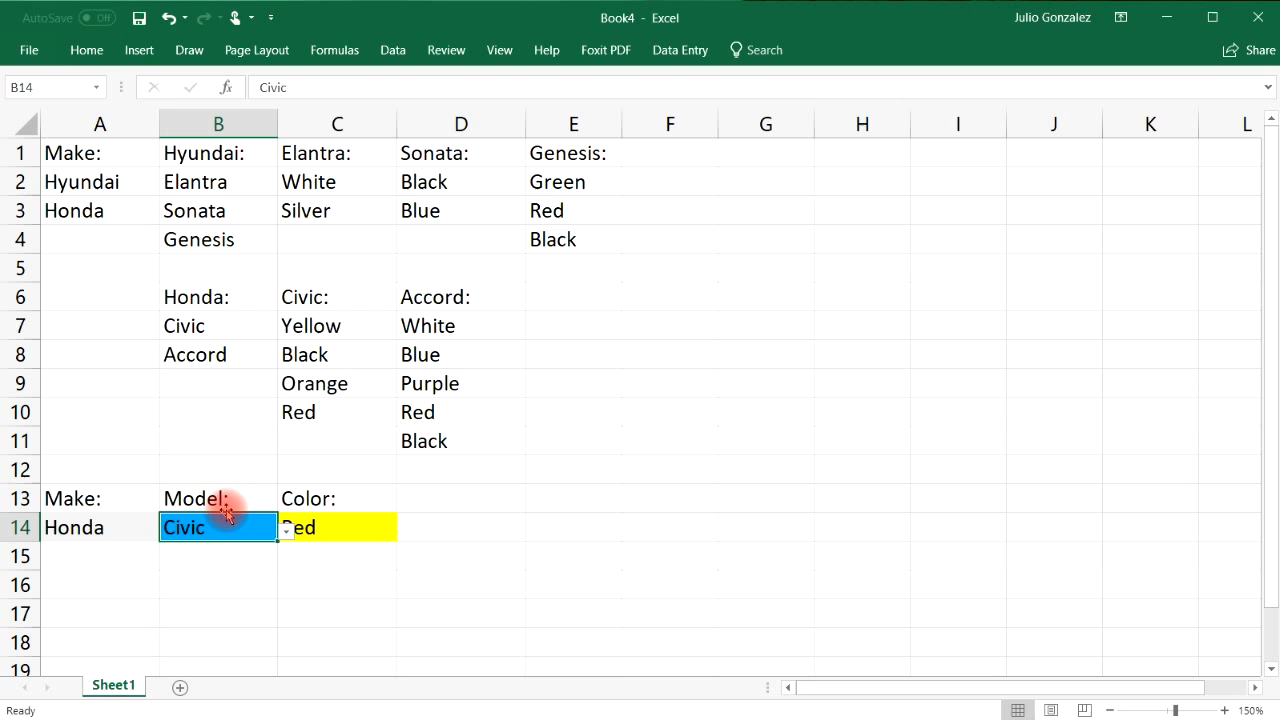 AutoSave Off Book4 - Excel Julio Gonzalez
File Home Insert Draw Page Layout Formulas Data Review View Help Foxit PDF Data Entry Search Share
B14 fx Civic
A B C D E F G H I J K L
1 Make: Hyundai: Elantra: Sonata: Genesis:
2 Hyundai Elantra White Black Green
3 Honda Sonata Silver Blue Red
4 Genesis Black
5
6 Honda: Civic: Accord:
7 Civic Yellow White
8 Accord Black Blue
9 Orange Purple
10 Red Red
11 Black
12
13 Make: Model: Color:
14 Honda Civic Red
15
16
17
18
19
Sheet1
Ready 150%